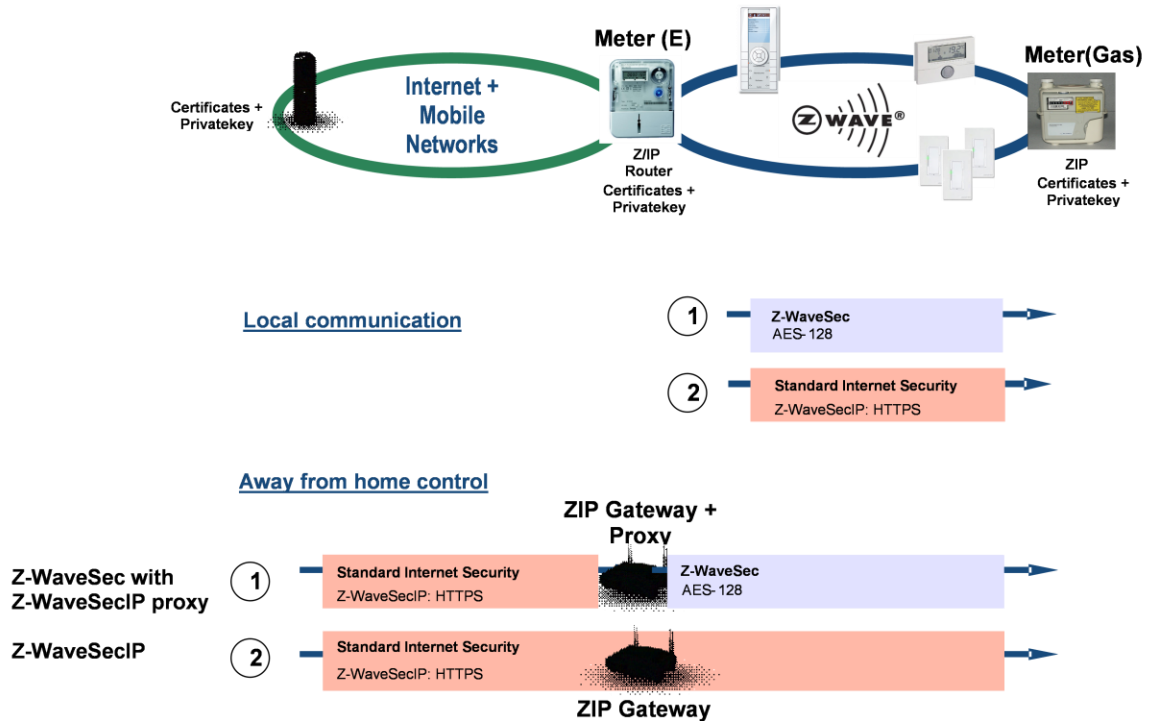 Meter (E)
Meter(Gas)
Internet +
Mobile
Networks
Certificates +
Privatekey
Z WAVE®
Z/IP
Router
Certificates +
Privatekey
ZIP
Certificates +
Privatekey
Local communication
1
Z-WaveSec
AES-128
2
Standard Internet Security
Z-WaveSecIP: HTTPS
Away from home control
ZIP Gateway +
Proxy
Z-WaveSec with
Z-WaveSecIP proxy
1
Standard Internet Security
Z-WaveSecIP: HTTPS
Z-WaveSec
AES-128
Z-WaveSecIP
2
Standard Internet Security
Z-WaveSecIP: HTTPS
ZIP Gateway